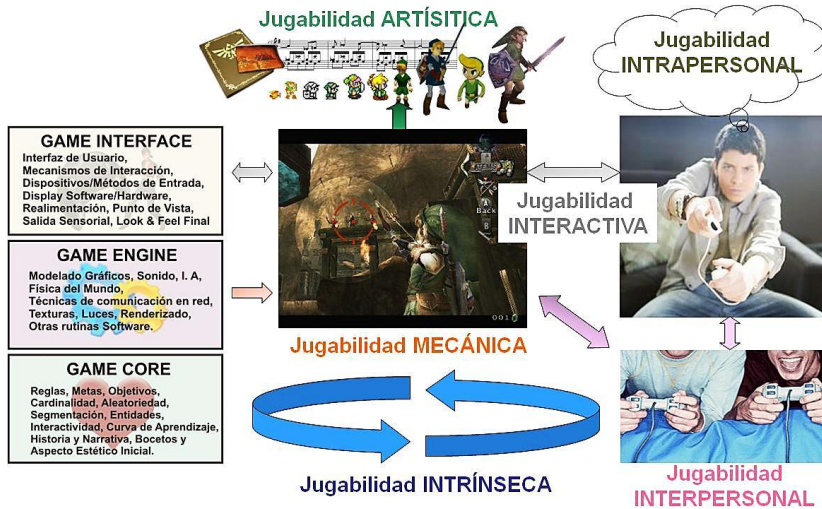 Jugabilidad ARTÍSITICA
Jugabilidad
INTRAPERSONAL
GAME INTERFACE
Interfaz de Usuario,
Mecanismos de Interacción,
Dispositivos/Métodos de Entrada,
Display Software/Hardware,
Realimentación, Punto de Vista,
Salida Sensorial, Look & Feel Final
Back
Jugabilidad
INTERACTIVA
GAME ENGINE
Modelado Gráficos, Sonido, I. A,
Física del Mundo,
Técnicas de comunicación en red,
Texturas, Luces, Renderizado,
Otras rutinas Software.
001
Jugabilidad MECÁNICA
GAME CORE
Reglas, Metas, Objetivos,
Cardinalidad, Aleatoriedad,
Segmentación, Entidades,
Interactividad, Curva de Aprendizaje,
Historia y Narrativa, Bocetos y
Aspecto Estético Inicial.
Jugabilidad INTRÍNSECA
Jugabilidad
INTERPERSONAL